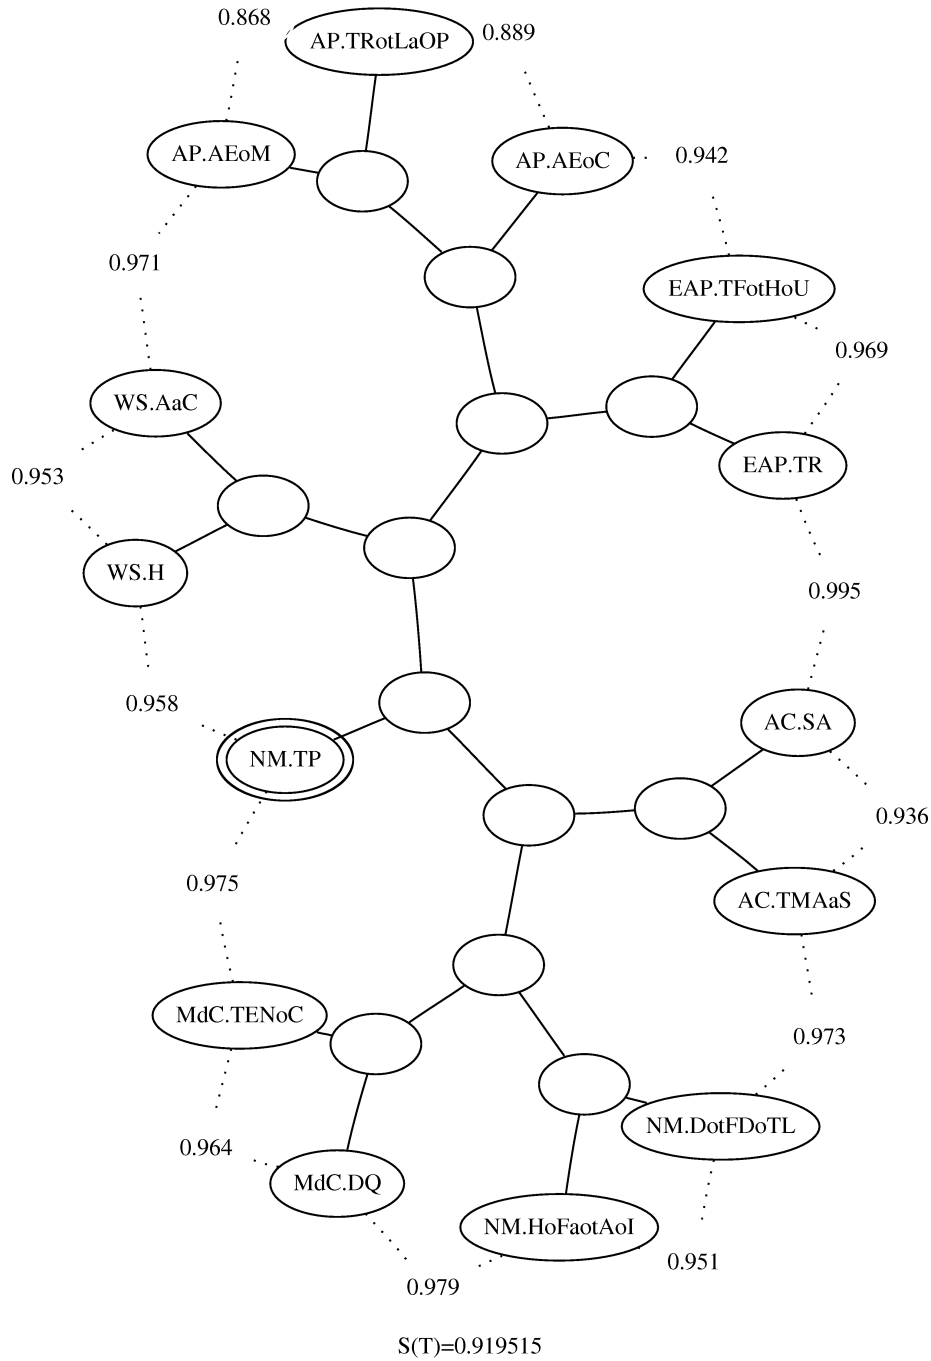 0.868
AP.TRotLaOP
0.889
AP.AEoM
AP.AEoC
0.942
0.971
EAP.TFotHoU
0.969
WS.AaC
EAP.TR
0.953
WS.H
0.995
0.958
AC.SA
NM.TP
0.936
0.975
AC.TMAaS
MdC.TENoC
0.973
NM.DotFDoTL
0.964
MdC.DQ
NM.HoFaotAoI
0.951
0.979
S(T)=0.919515